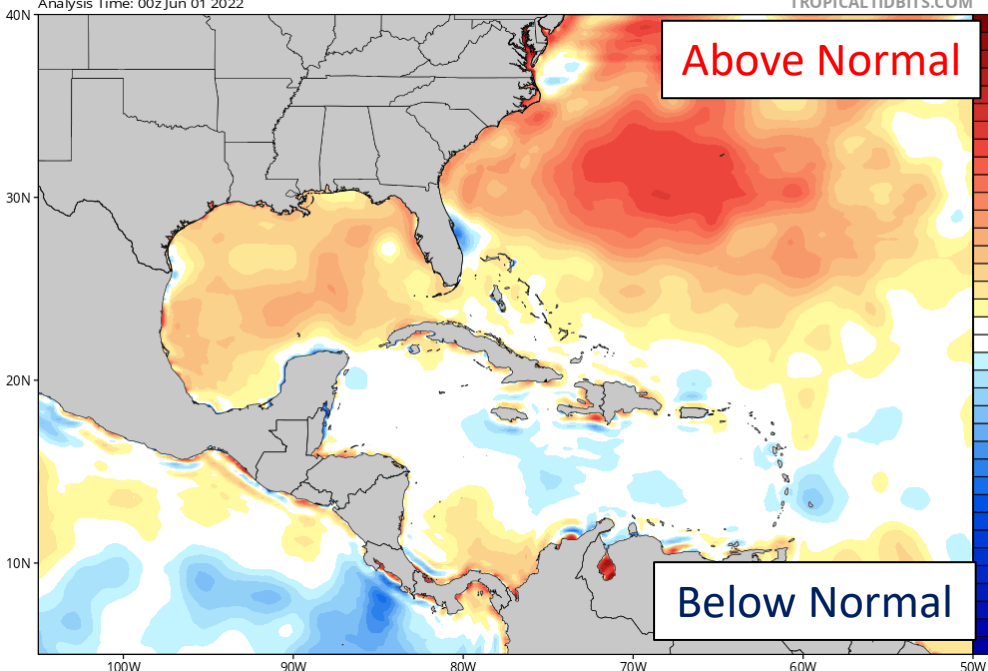 Analysis Time: 00z Jun 01 2022
TROPICALTIDBITS.COM
40N
Above Normal
30N
20N
10N
Below Normal
100W 90W 80W 70W 60W 50W